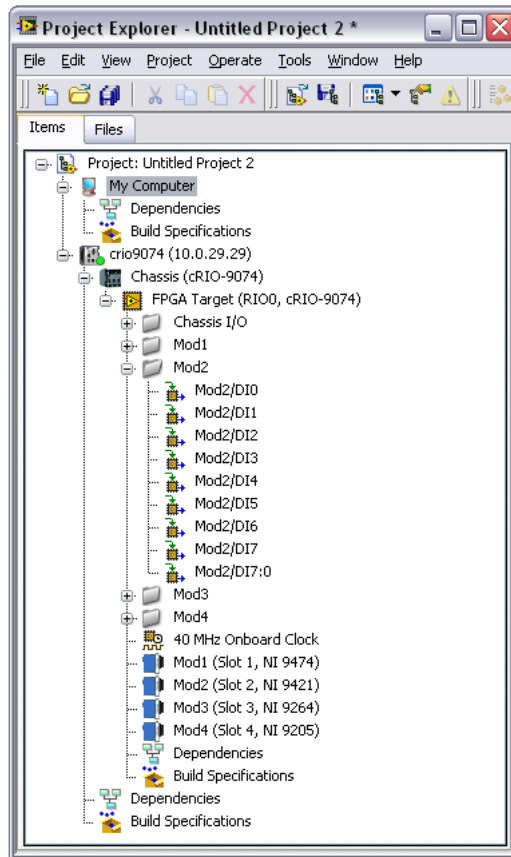 Project Explorer - Untitled Project 2 *
File Edit View Project Operate Tools Window Help
Items Files
Project: Untitled Project 2
My Computer
Dependencies
Build Specifications
crio9074 (10.0.29.29)
Chassis (cRIO-9074)
FPGA Target (RIO0, cRIO-9074)
Chassis I/O
Mod1
Mod2
Mod2/DI0
Mod2/DI1
Mod2/DI2
Mod2/DI3
Mod2/DI4
Mod2/DI5
Mod2/DI6
Mod2/DI7
Mod2/DI7:0
Mod3
Mod4
40 MHz Onboard Clock
Mod1 (Slot 1, NI 9474)
Mod2 (Slot 2, NI 9421)
Mod3 (Slot 3, NI 9264)
Mod4 (Slot 4, NI 9205)
Dependencies
Build Specifications
Dependencies
Build Specifications